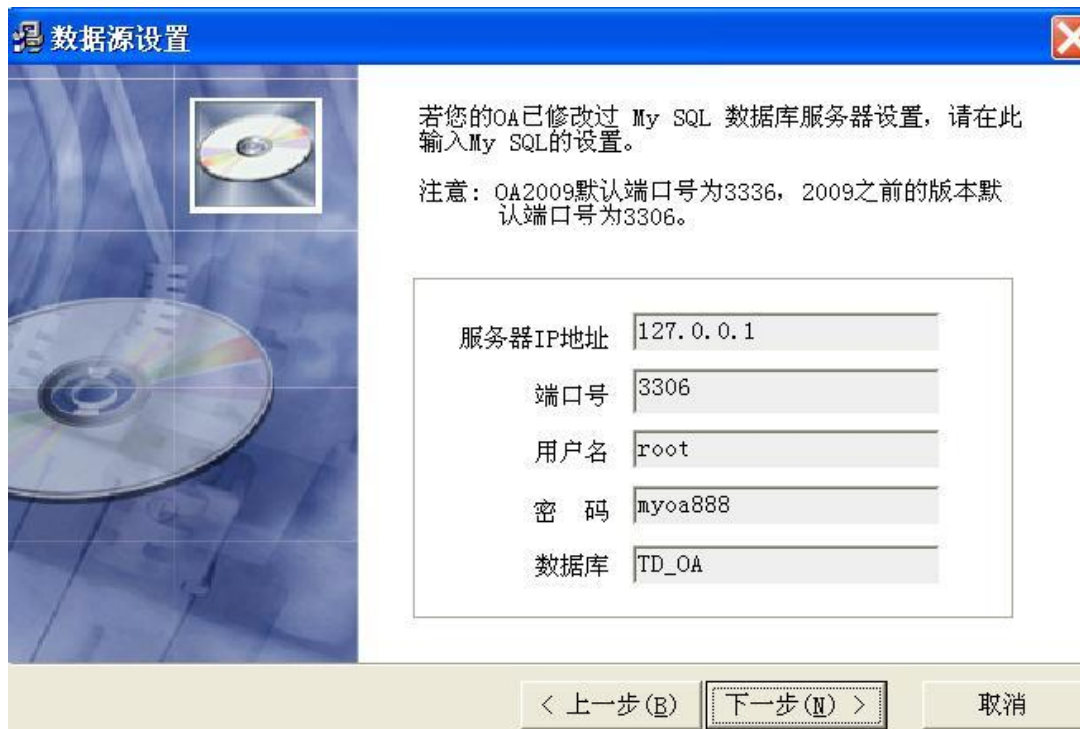 数据源设置
若您的OA已修改过 My SQL 数据库服务器设置，请在此
输入My SQL的设置。
注意：OA2009默认端口号为3336，2009之前的版本默
认端口号为3306。
服务器IP地址 127.0.0.1
端口号 3306
用户名 root
密 码 myoa888
数据库 TD_OA
< 上一步(B) 下一步(N) > 取消